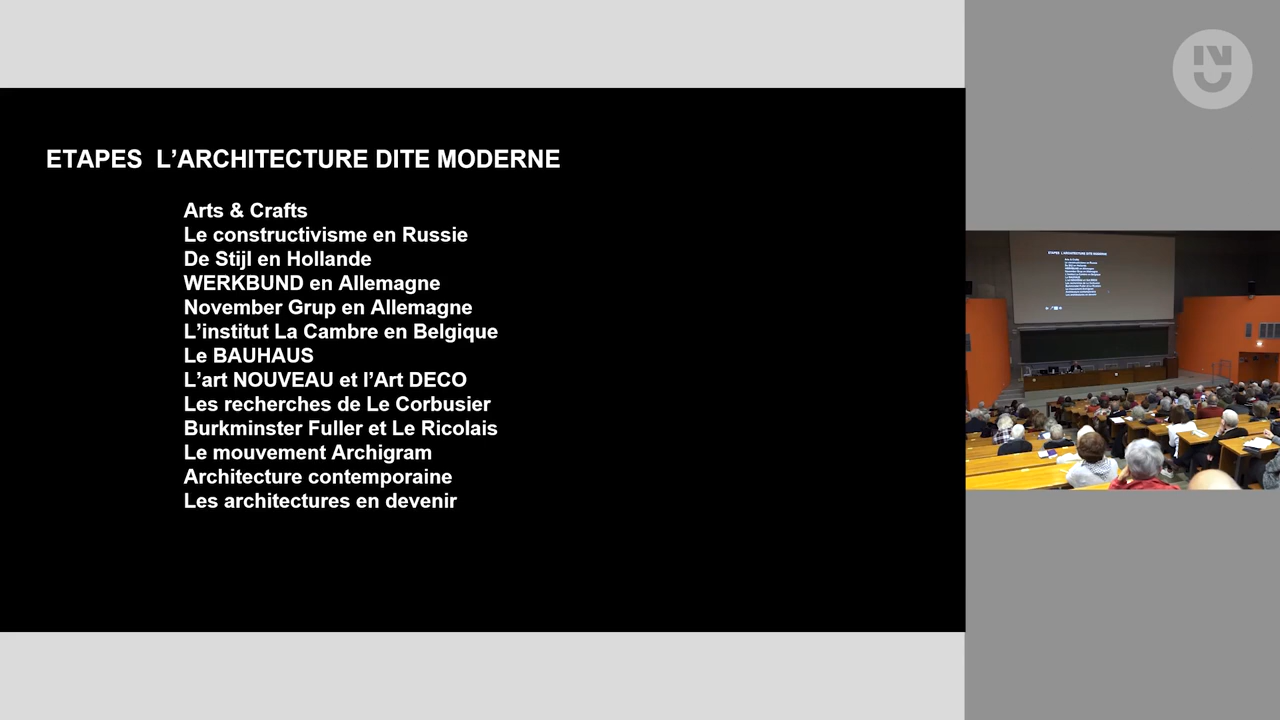 ETAPES L’ARCHITECTURE DITE MODERNE
Arts & Crafts
Le constructivisme en Russie
De Stijl en Hollande
WERKBUND en Allemagne
November Grup en Allemagne
L’institut La Cambre en Belgique
Le BAUHAUS
L’art NOUVEAU et l’Art DECO
Les recherches de Le Corbusier
Burkminster Fuller et Le Ricolais
Le mouvement Archigram
Architecture contemporaine
Les architectures en devenir